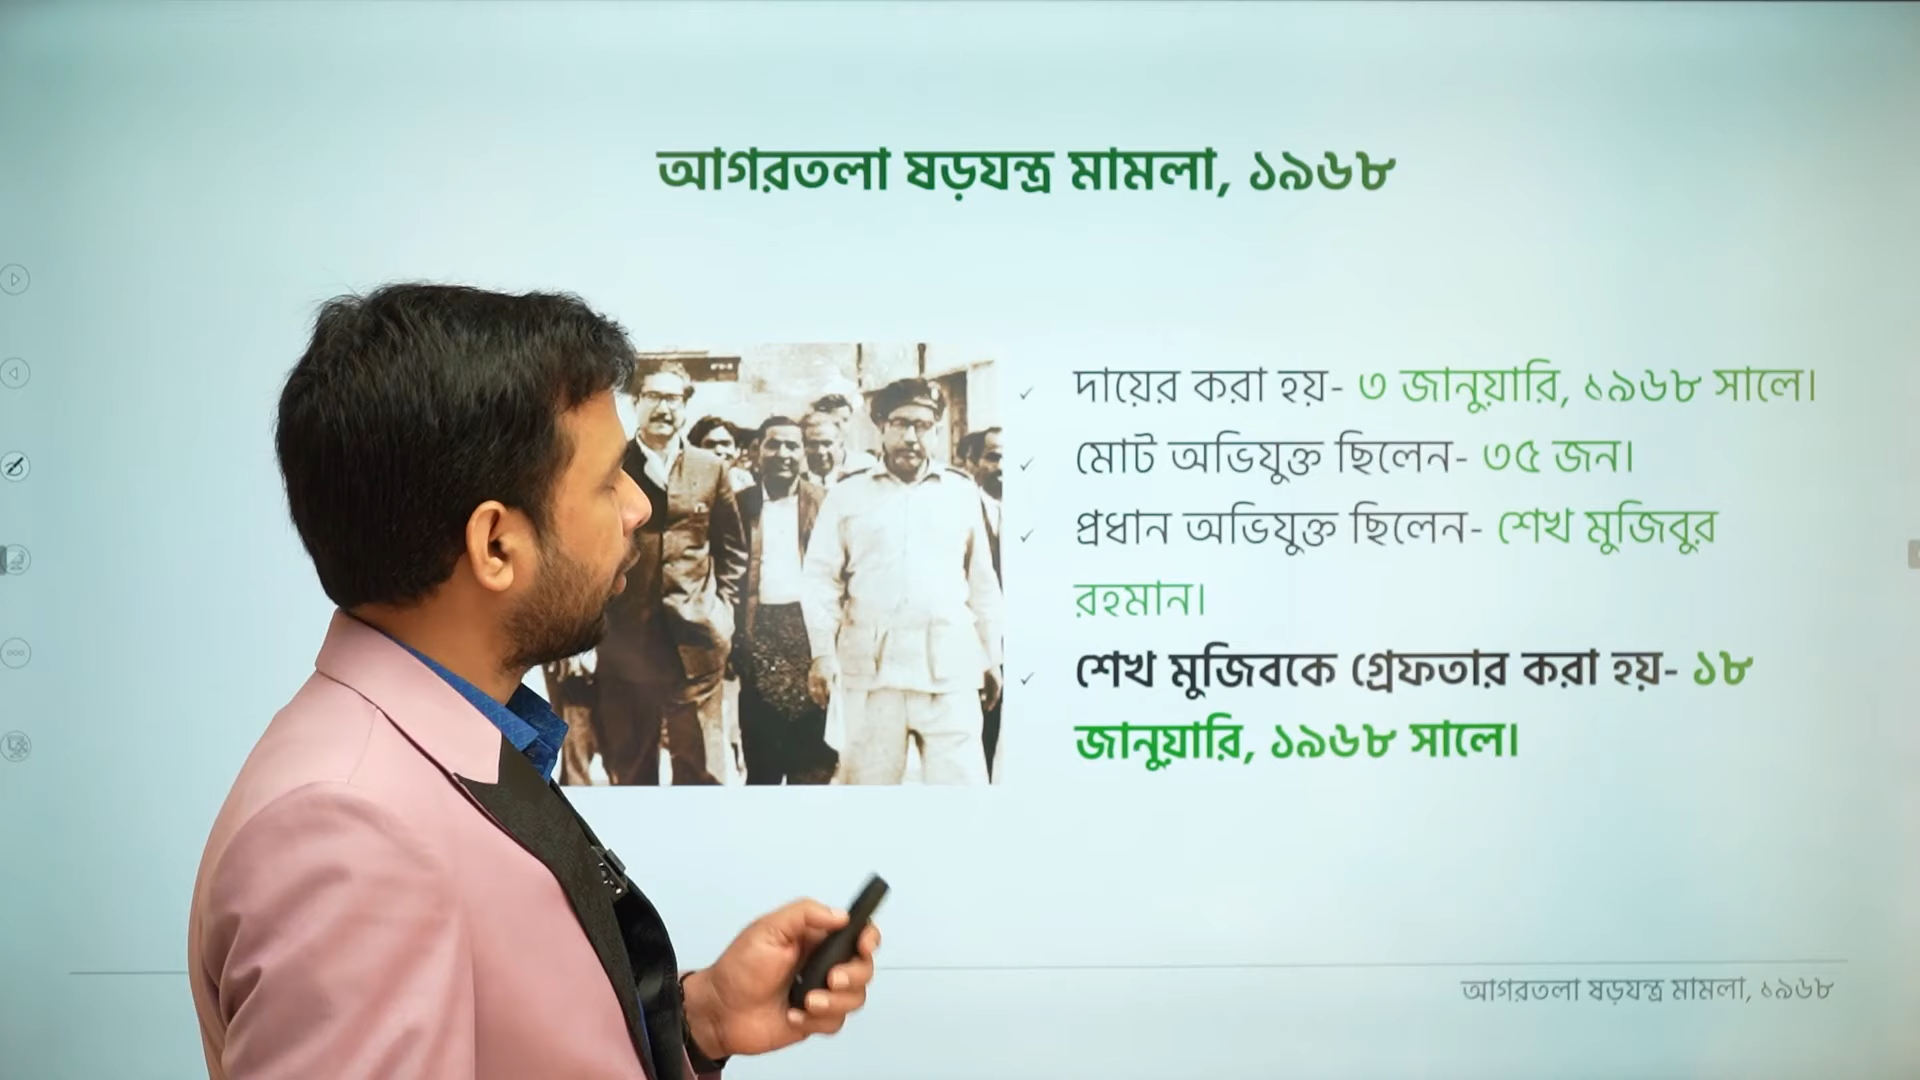 আগরতলা ষড়যন্ত্র মামলা, ১৯৬৮
দায়ের করা হয়- ৩ জানুয়ারি, ১৯৬৮ সালে।
মোট অভিযুক্ত ছিলেন- ৩৫ জন।
প্রধান অভিযুক্ত ছিলেন- শেখ মুজিবুর
রহমান।
শেখ মুজিবকে গ্রেফতার করা হয়- ১৮
জানুয়ারি, ১৯৬৮ সালে।
আগরতলা ষড়যন্ত্র মামলা, ১৯৬৮